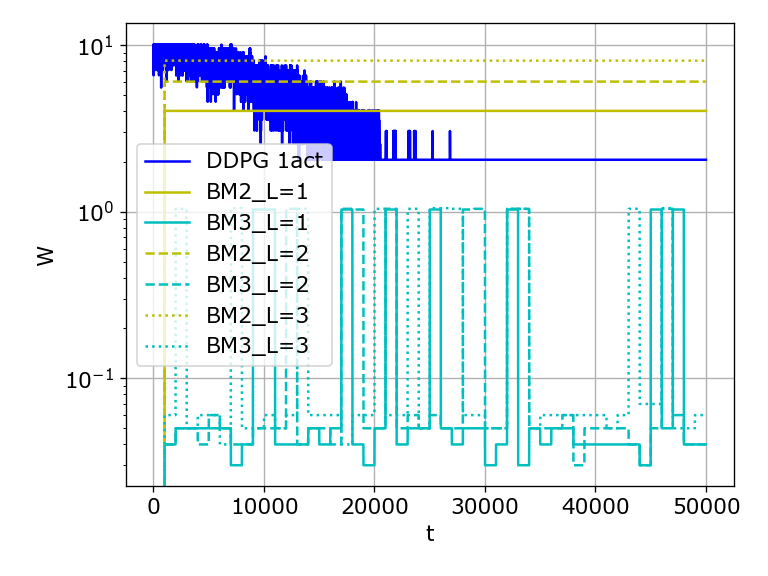 10¹
10⁰
10⁻¹
W
DDPG 1act
BM2_L=1
BM3_L=1
BM2_L=2
BM3_L=2
BM2_L=3
BM3_L=3
0 10000 20000 30000 40000 50000
t